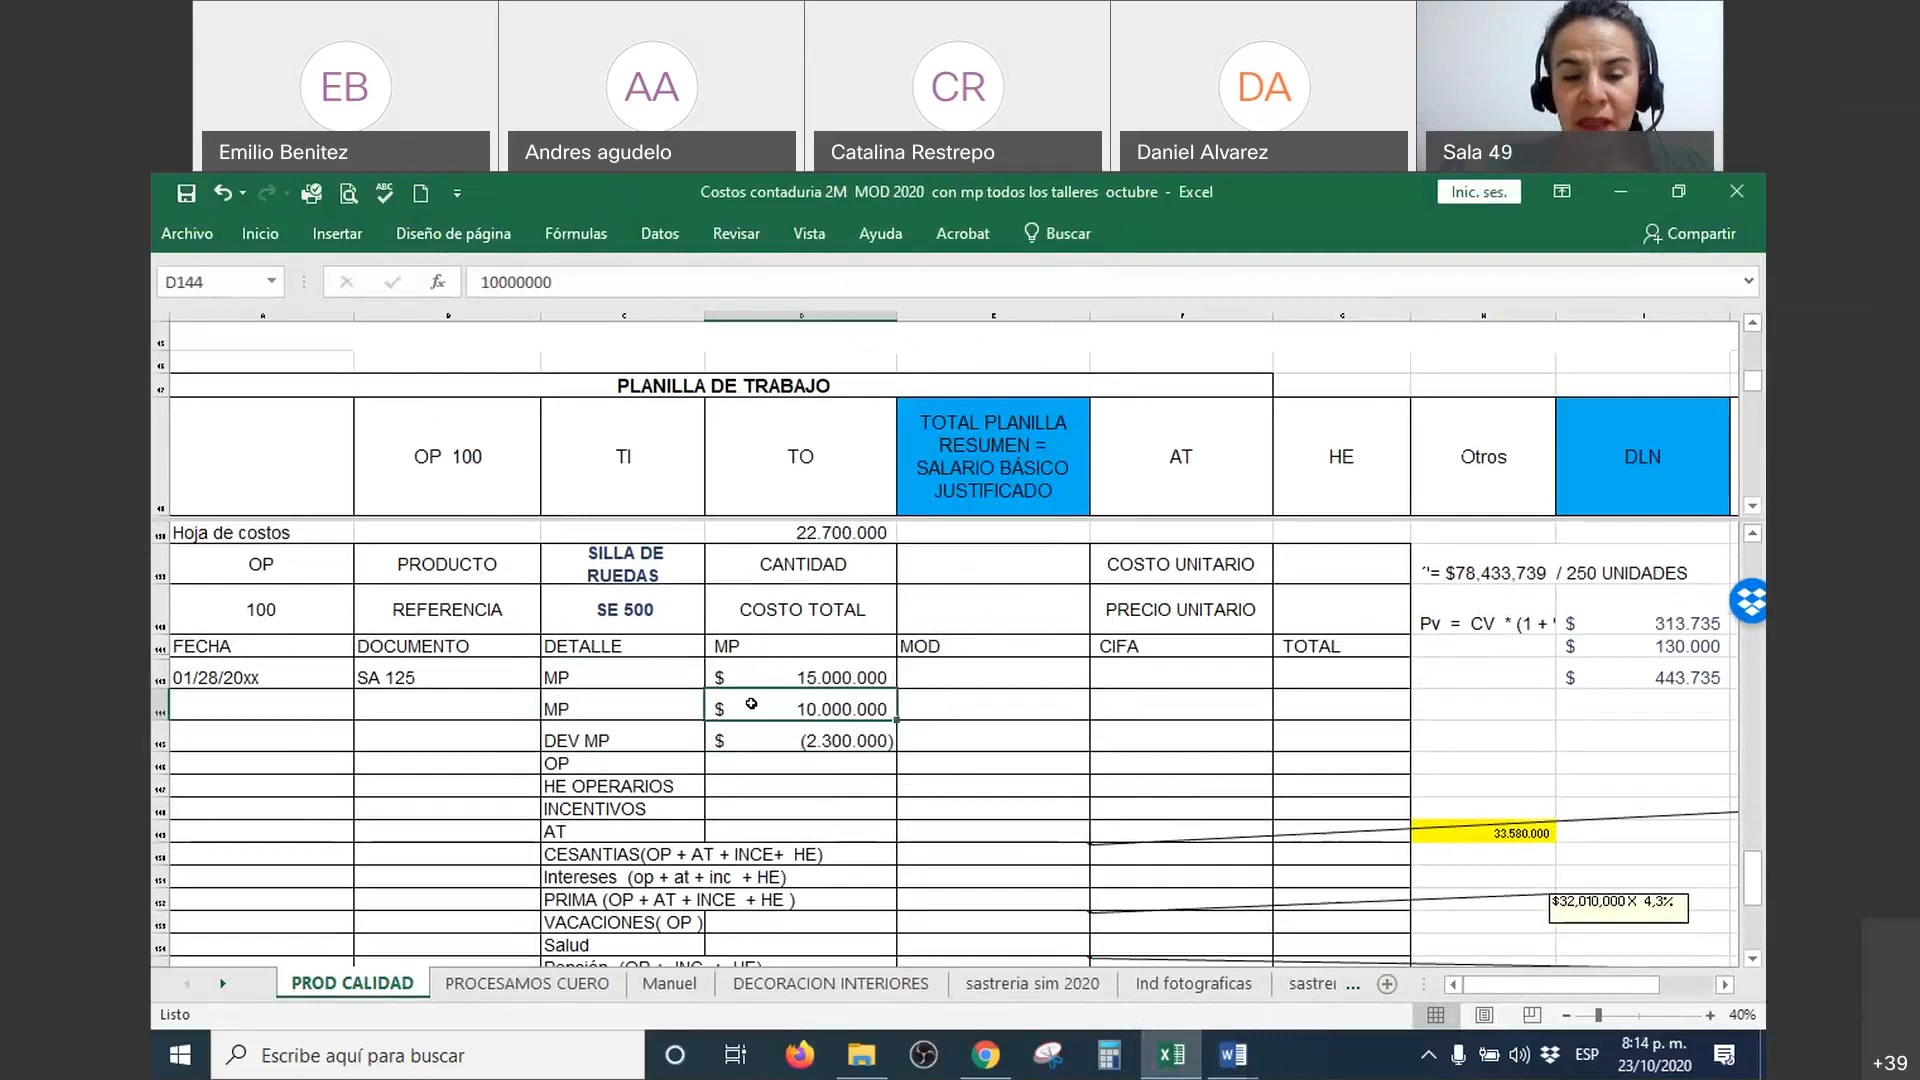 EB
AA
CR
DA
Emilio Benitez
Andres agudelo
Catalina Restrepo
Daniel Alvarez
Sala 49
Costos contaduria 2M MOD 2020 con mp todos los talleres octubre - Excel
Inic. ses.
Archivo Inicio Insertar Diseño de página Fórmulas Datos Revisar Vista Ayuda Acrobat Buscar Compartir
D144 fx 10000000
PLANILLA DE TRABAJO
OP 100 TI TO TOTAL PLANILLA RESUMEN = SALARIO BÁSICO JUSTIFICADO AT HE Otros DLN
Hoja de costos 22.700.000
OP PRODUCTO SILLA DE RUEDAS CANTIDAD COSTO UNITARIO = $78,433,739 / 250 UNIDADES
100 REFERENCIA SE 500 COSTO TOTAL PRECIO UNITARIO Pv = CV * (1 + $ 313.735
FECHA DOCUMENTO DETALLE MP MOD CIFA TOTAL $ 130.000
01/28/20xx SA 125 MP $ 15.000.000 $ 443.735
MP $ 10.000.000
DEV MP $ (2.300.000)
OP
HE OPERARIOS
INCENTIVOS
AT 33.580.000
CESANTIAS(OP + AT + INCE+ HE)
Intereses (op + at + inc + HE)
PRIMA (OP + AT + INCE + HE ) $32,010,000 X 4,3%
VACACIONES( OP )
Salud
PROD CALIDAD PROCESAMOS CUERO Manuel DECORACION INTERIORES sastreria sim 2020 Ind fotograficas sastrei ...
Listo 40%
Escribe aquí para buscar
ESP
8:14 p. m.
23/10/2020
+39